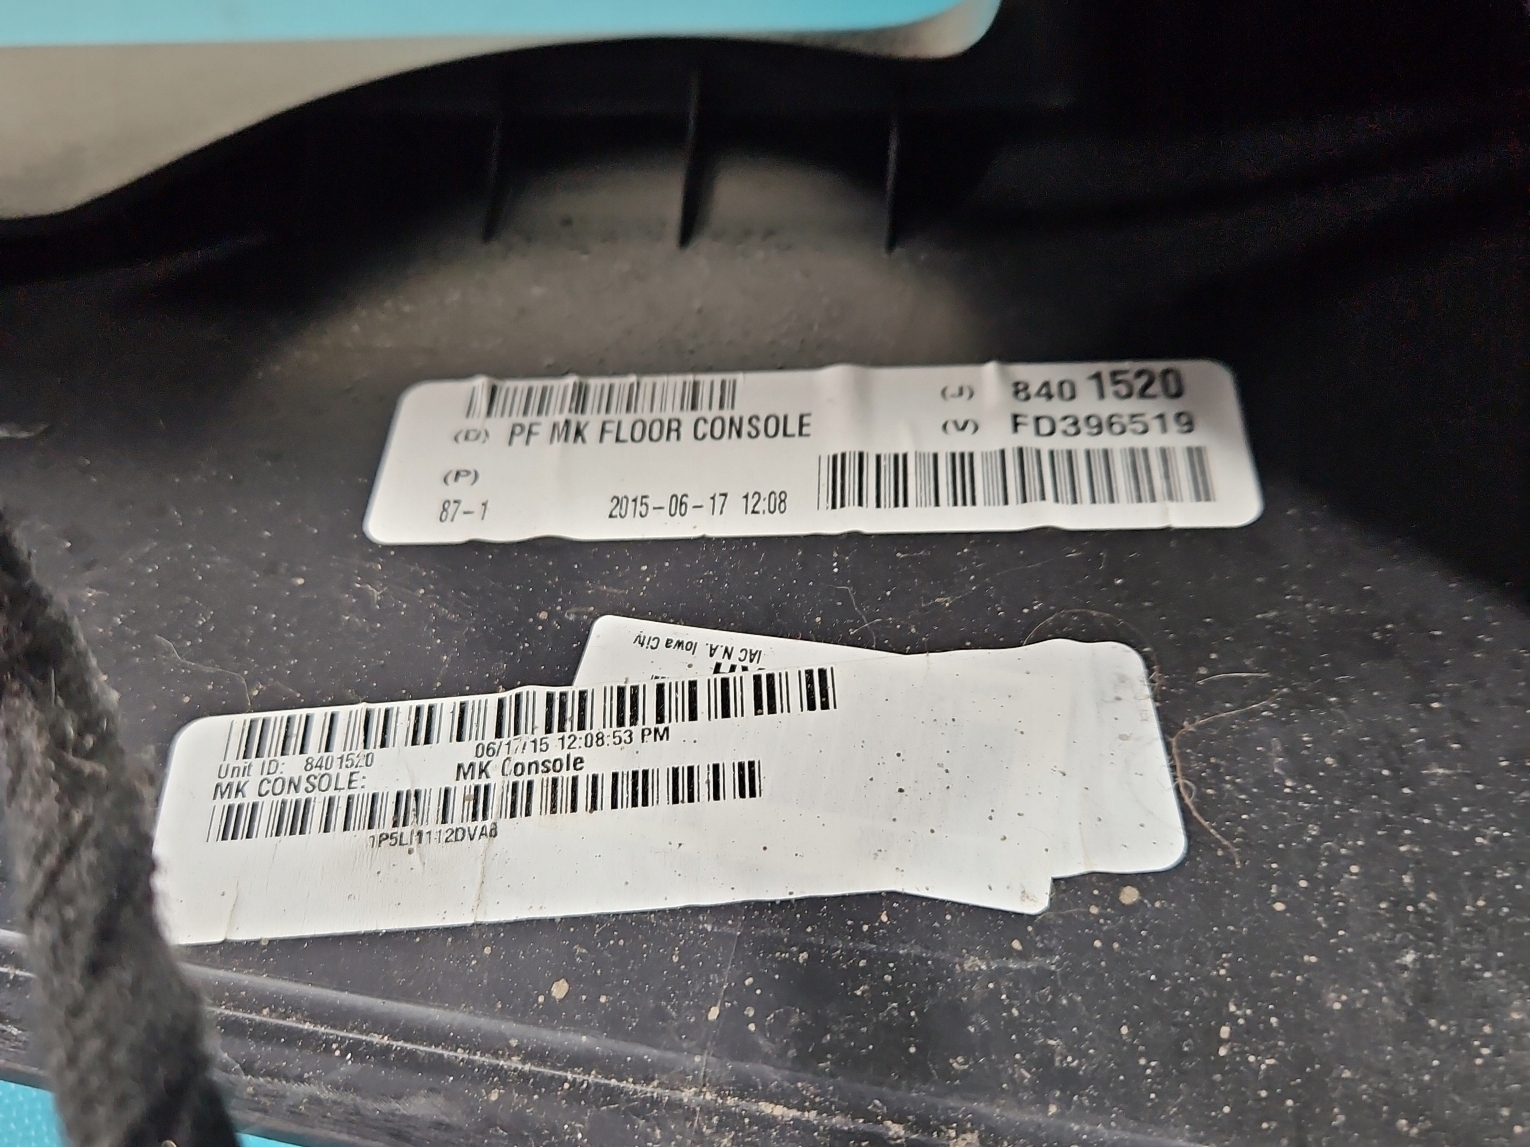 (J) 840 1520
(D) PF MK FLOOR CONSOLE (V) FD396519
(P)
87-1 2015-06-17 12:08
IAC N.A. Iowa City
06/17/15 12:08:53 PM
Unit ID: 8401520
MK CONSOLE: MK Console